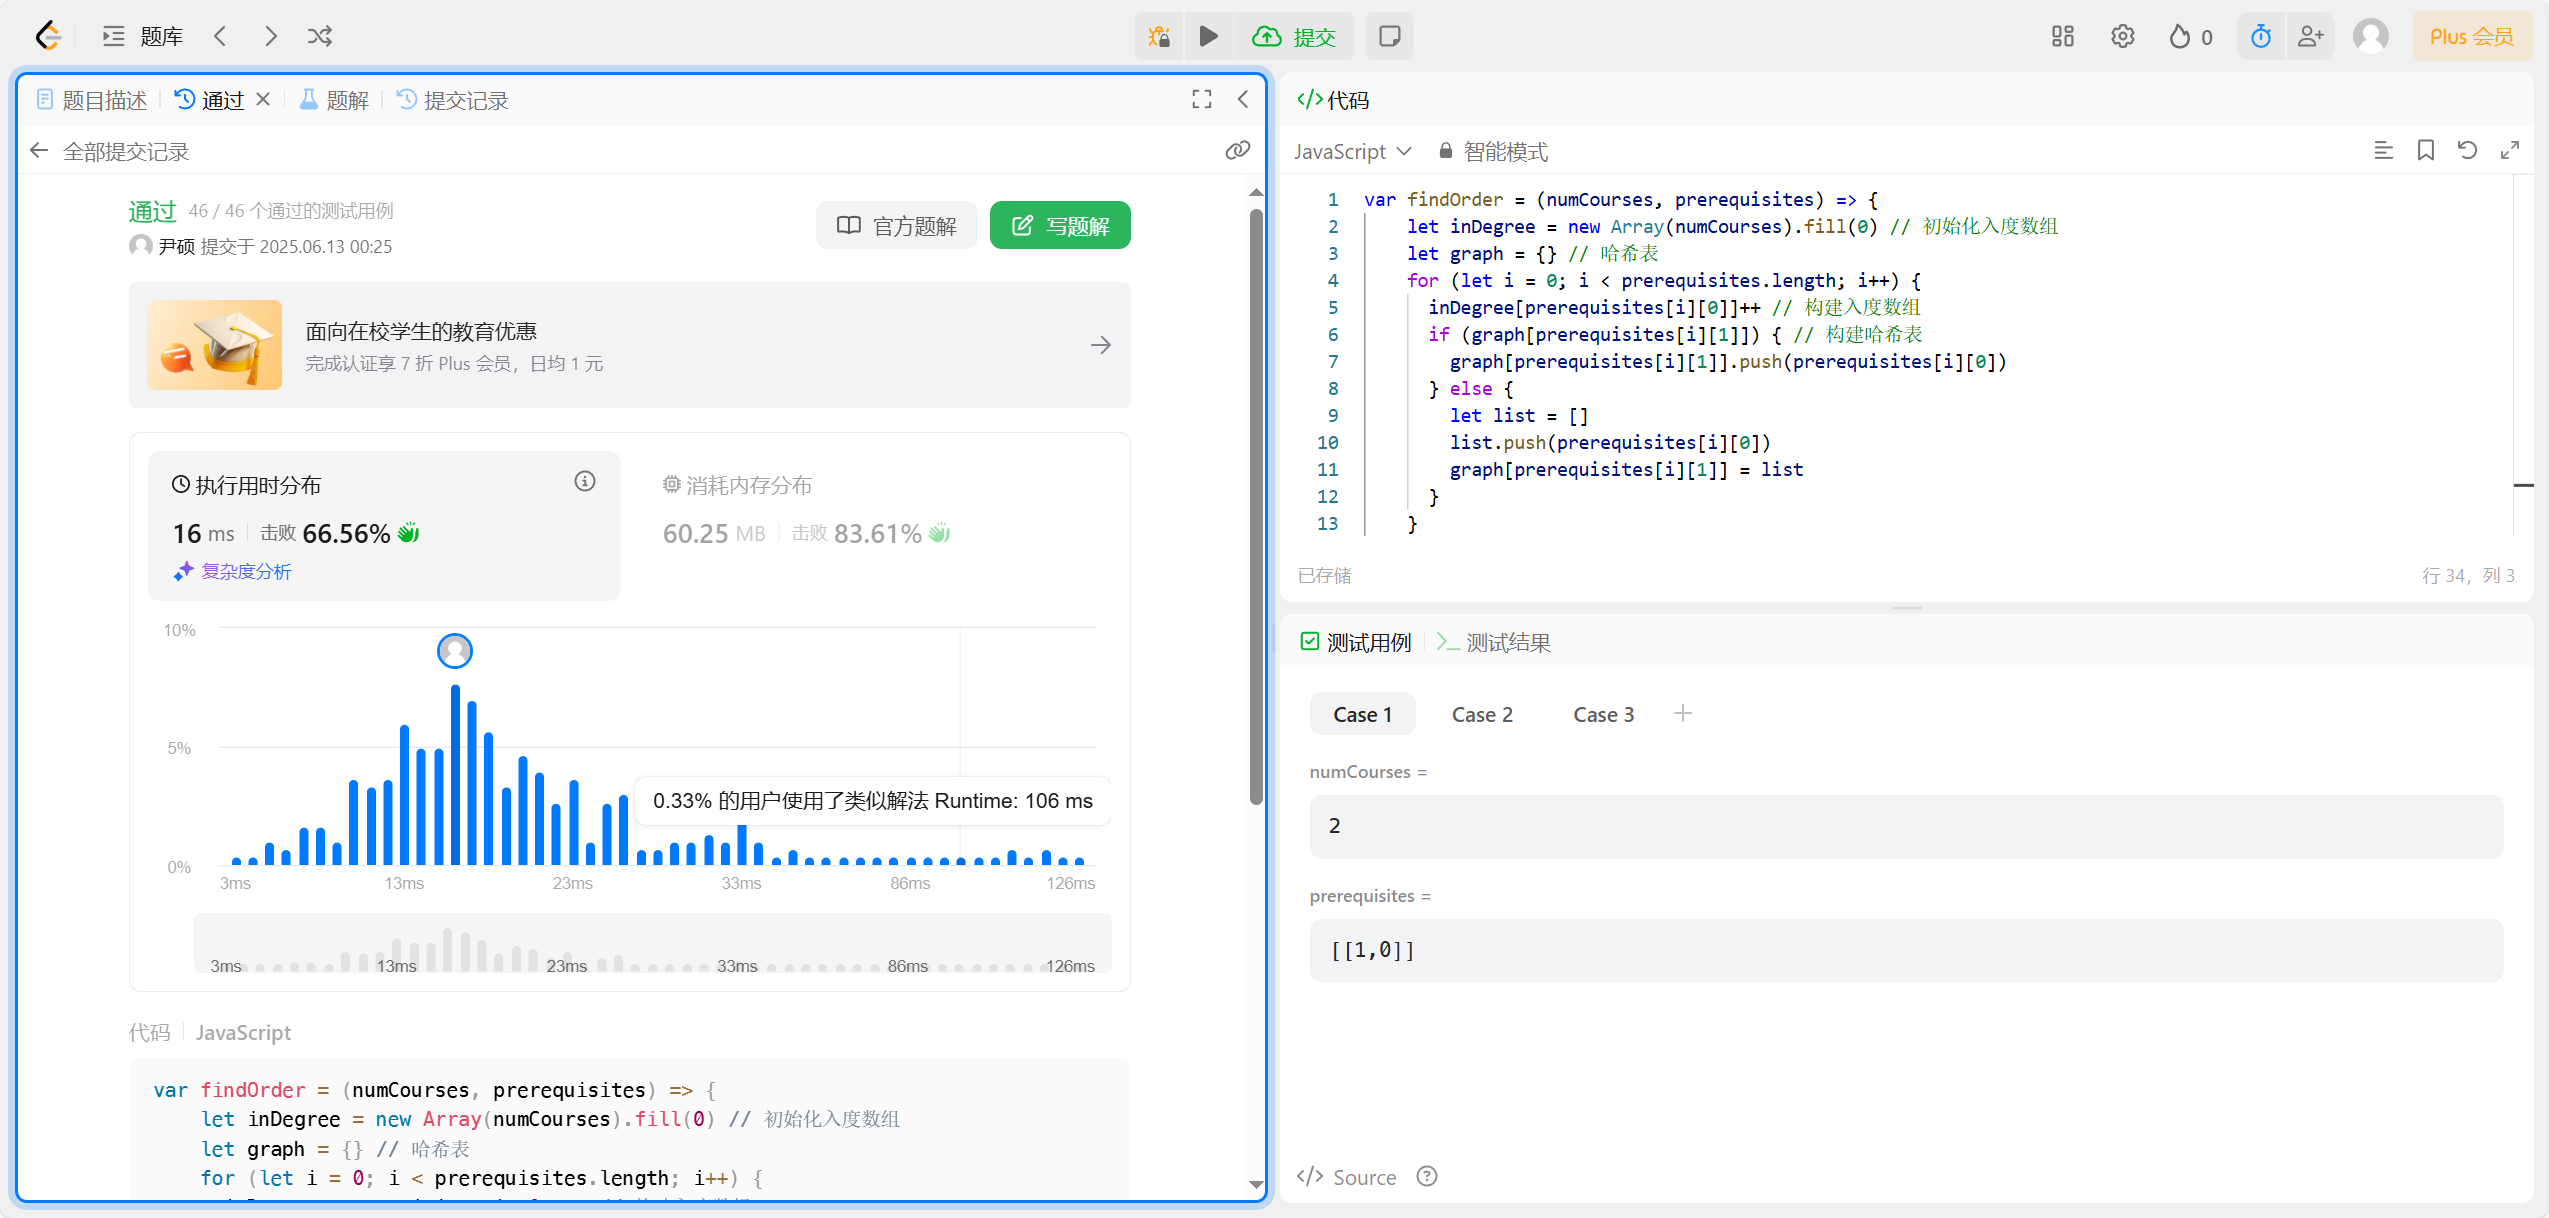 题库
提交
0
Plus 会员
题目描述
通过
题解
提交记录
全部提交记录
通过 46 / 46 个通过的测试用例
尹硕 提交于 2025.06.13 00:25
官方题解
写题解
面向在校学生的教育优惠
完成认证享 7 折 Plus 会员，日均 1 元
执行用时分布
16 ms 击败 66.56%
复杂度分析
消耗内存分布
60.25 MB 击败 83.61%
10%
5%
0%
0.33% 的用户使用了类似解法 Runtime: 106 ms
3ms 13ms 23ms 33ms 86ms 126ms
3ms 13ms 23ms 33ms 86ms 126ms
代码 JavaScript
var findOrder = (numCourses, prerequisites) => {
let inDegree = new Array(numCourses).fill(0) // 初始化入度数组
let graph = {} // 哈希表
for (let i = 0; i < prerequisites.length; i++) {
代码
JavaScript 智能模式
1 var findOrder = (numCourses, prerequisites) => {
2 let inDegree = new Array(numCourses).fill(0) // 初始化入度数组
3 let graph = {} // 哈希表
4 for (let i = 0; i < prerequisites.length; i++) {
5 inDegree[prerequisites[i][0]]++ // 构建入度数组
6 if (graph[prerequisites[i][1]]) { // 构建哈希表
7 graph[prerequisites[i][1]].push(prerequisites[i][0])
8 } else {
9 let list = []
10 list.push(prerequisites[i][0])
11 graph[prerequisites[i][1]] = list
12 }
13 }
已存储 行 34，列 3
测试用例 测试结果
Case 1 Case 2 Case 3
numCourses =
2
prerequisites =
[[1,0]]
Source